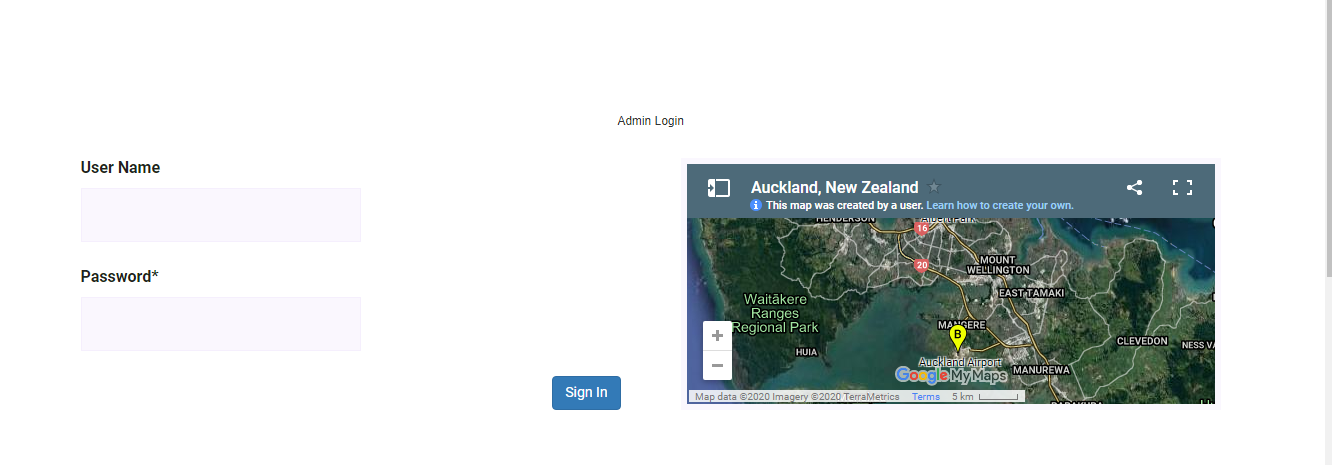 Admin Login
User Name
Password*
Sign In
Auckland, New Zealand
This map was created by a user. Learn how to create your own.
HENDERSON
Albert Park
16
20
MOUNT
WELLINGTON
EAST TAMAKI
Waitākere
Ranges
Regional Park
MANGERE
B
HUIA
CLEVEDON
Auckland Airport
Google My Maps
MANUREWA
Map data ©2020 Imagery ©2020 TerraMetrics Terms 5 km